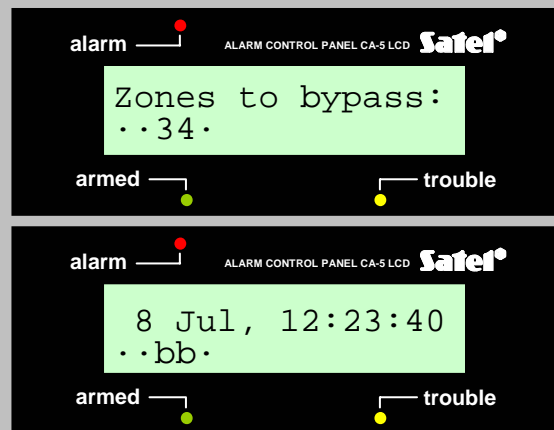 alarm
ALARM CONTROL PANEL CA-5 LCD Satel
Zones to bypass:
··34·
armed
trouble
alarm
ALARM CONTROL PANEL CA-5 LCD Satel
8 Jul, 12:23:40
··bb·
armed
trouble